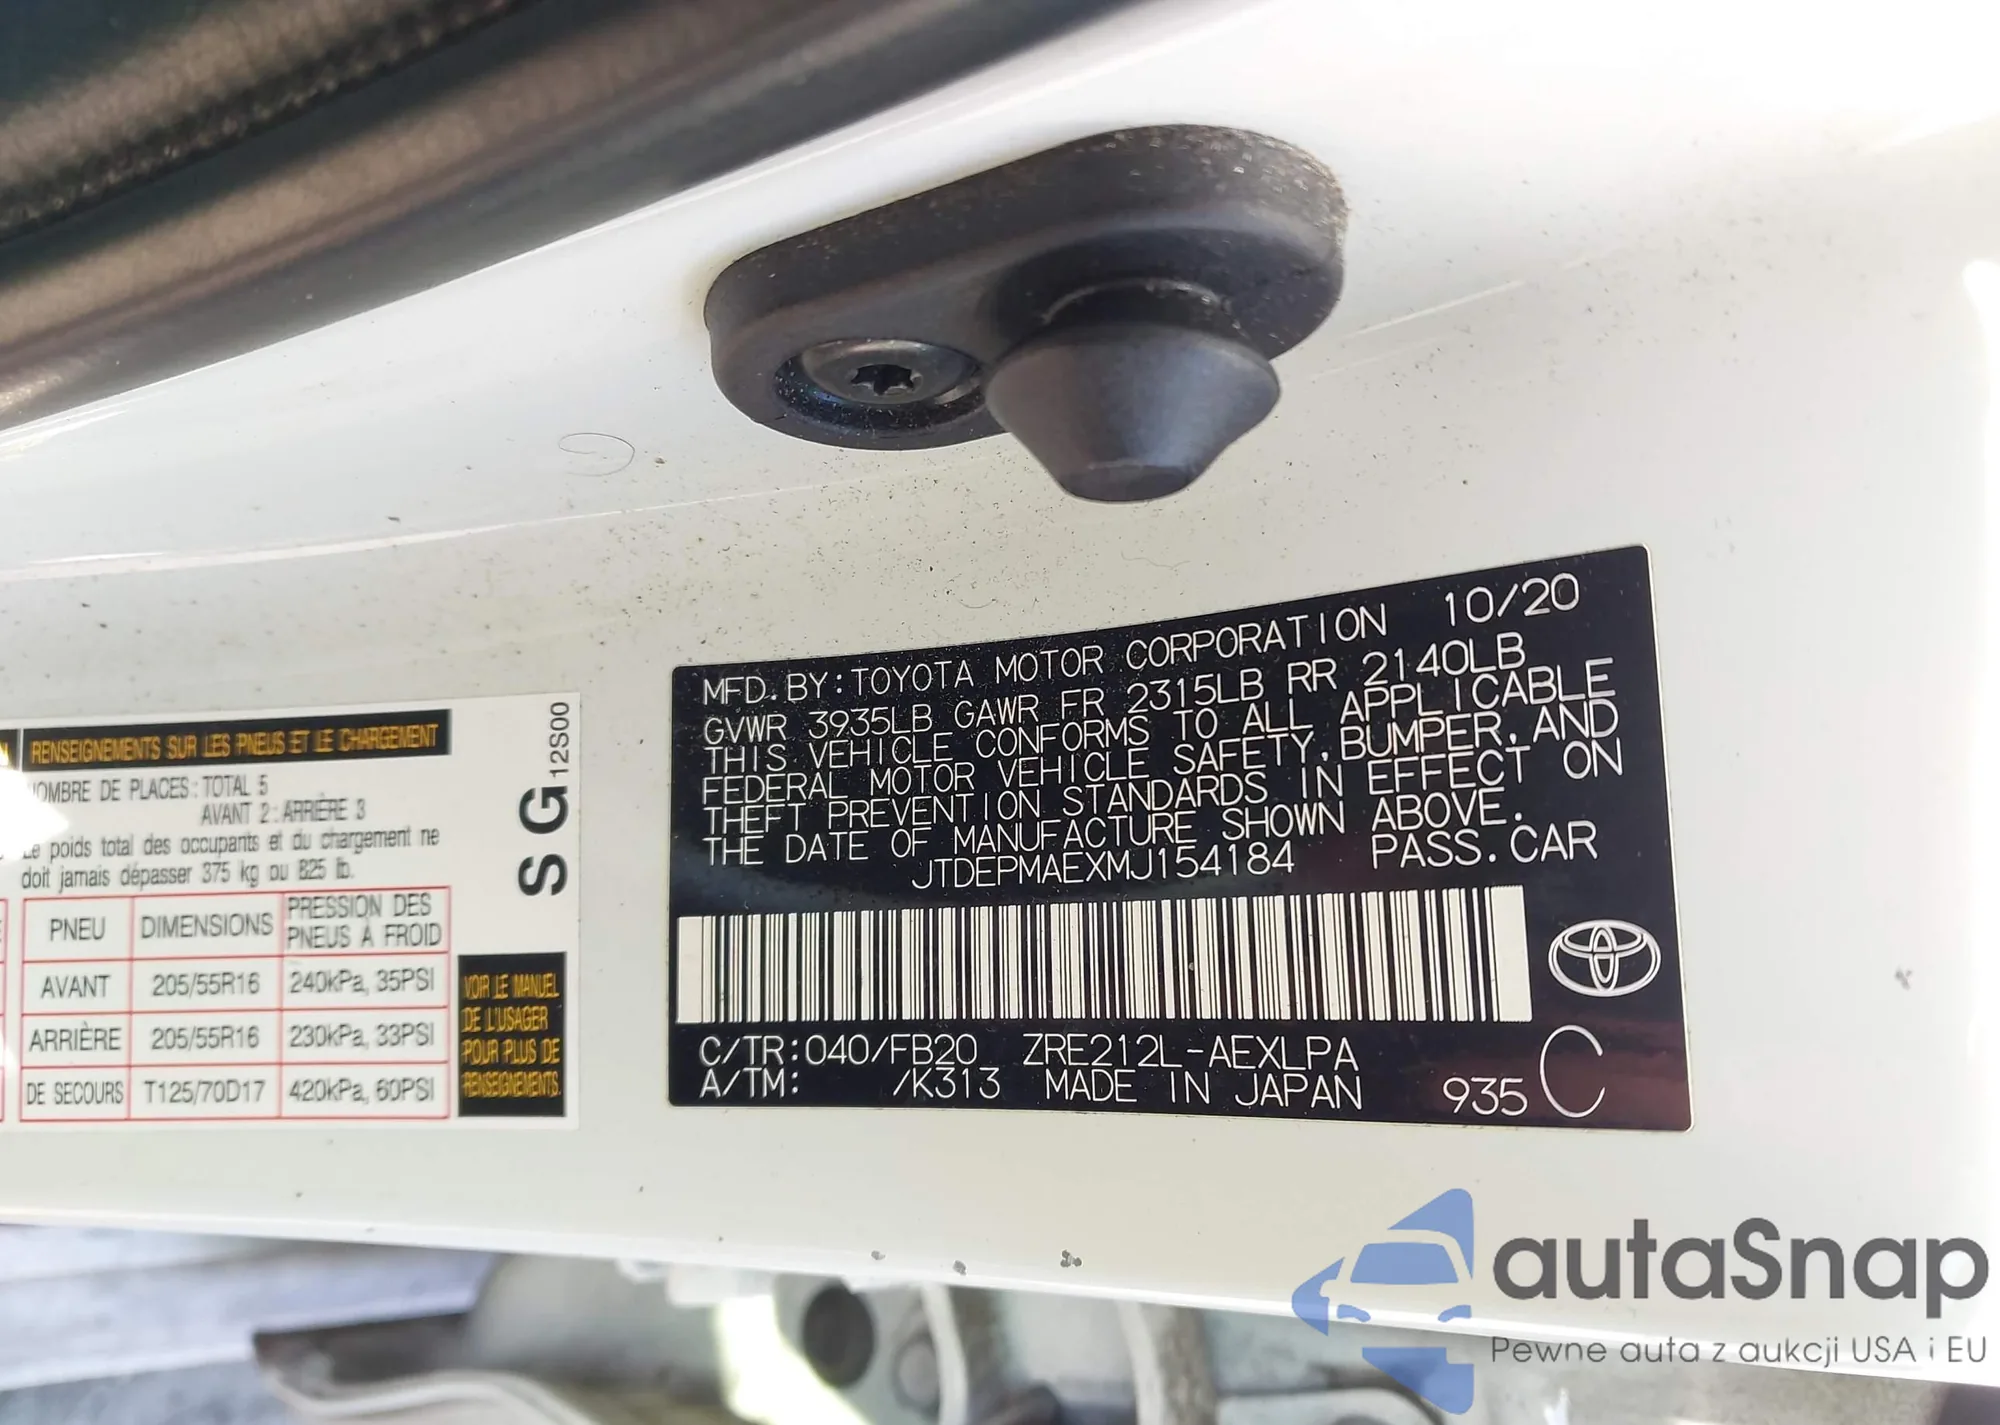 RENSEIGNEMENTS SUR LES PNEUS ET LE CHARGEMENT
NOMBRE DE PLACES : TOTAL 5
AVANT 2 : ARRIÈRE 3
Le poids total des occupants et du chargement ne
doit jamais dépasser 375 kg ou 825 lb.
PNEU DIMENSIONS PRESSION DES PNEUS À FROID
AVANT 205/55R16 240kPa, 35PSI
ARRIÈRE 205/55R16 230kPa, 33PSI
DE SECOURS T125/70D17 420kPa, 60PSI
SG 12S00
VOIR LE MANUEL
DE L'USAGER
POUR PLUS DE
RENSEIGNEMENTS.
MFD. BY: TOYOTA MOTOR CORPORATION 10/20
GVWR 3935LB GAWR FR 2315LB RR 2140LB
THIS VEHICLE CONFORMS TO ALL APPLICABLE
FEDERAL MOTOR VEHICLE SAFETY, BUMPER, AND
THEFT PREVENTION STANDARDS IN EFFECT ON
THE DATE OF MANUFACTURE SHOWN ABOVE.
JTDEPMAEXMJ154184 PASS. CAR
C/TR: 040/FB20 ZRE212L-AEXLPA
A/TM: /K313 MADE IN JAPAN 935 C
autaSnap
Pewne auta z aukcji USA i EU